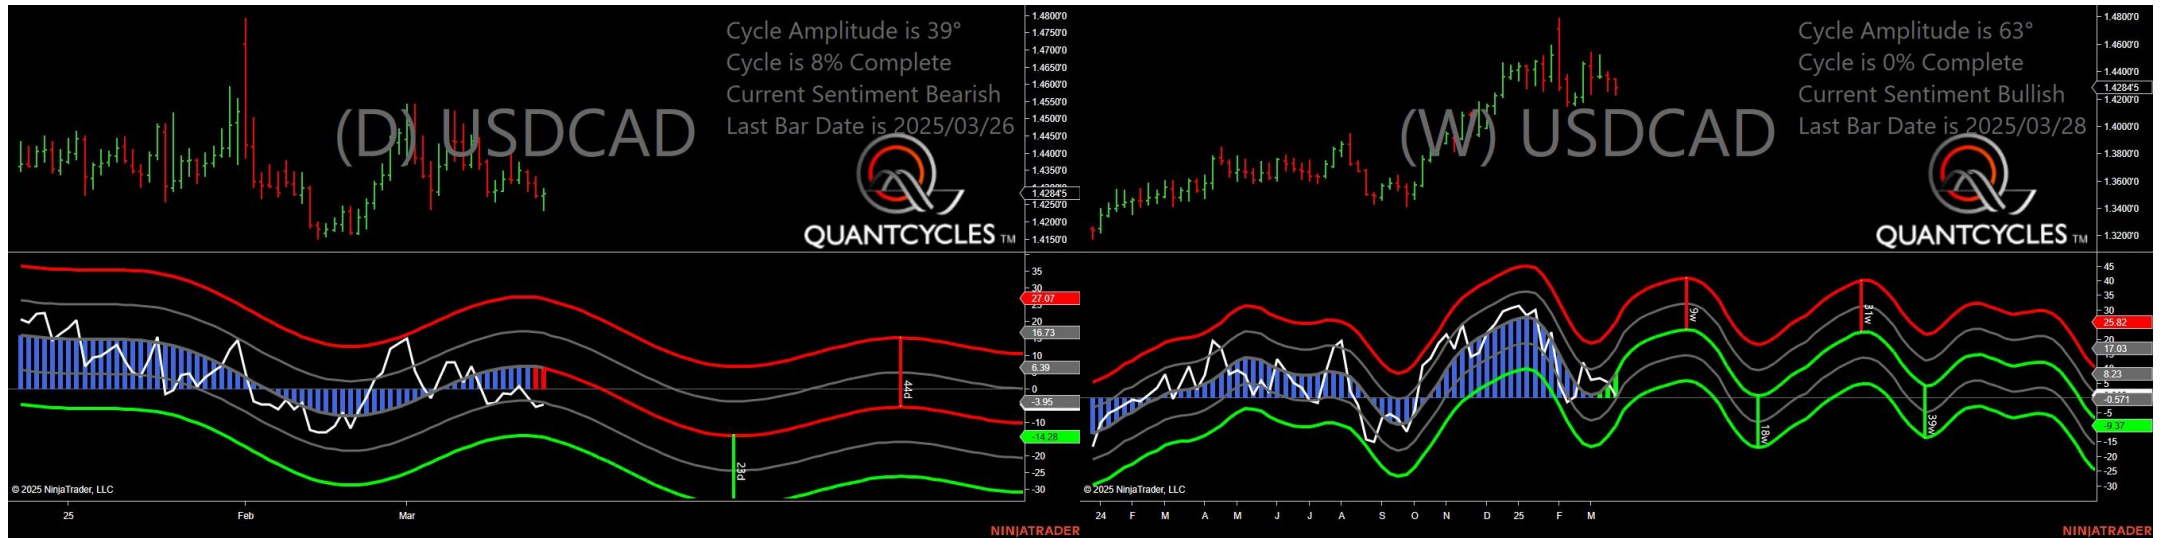 Cycle Amplitude is 39°
Cycle is 8% Complete
Current Sentiment Bearish
Last Bar Date is 2025/03/26
(D) USDCAD
QUANTCYCLES TM
1.4800'0
1.4750'0
1.4700'0
1.4650'0
1.4600'0
1.4550'0
1.4500'0
1.4450'0
1.4400'0
1.4350'0
1.4284'5
1.4250'0
1.4200'0
1.4150'0
35
30
27.07
20
16.73
10
6.39
0
-3.95
-10
-14.28
-20
-25
-30
44d
23d
© 2025 NinjaTrader, LLC
25 Feb Mar
NINJATRADER
Cycle Amplitude is 63°
Cycle is 0% Complete
Current Sentiment Bullish
Last Bar Date is 2025/03/28
(W) USDCAD
QUANTCYCLES TM
1.4800'0
1.4600'0
1.4400'0
1.4284'5
1.4200'0
1.4000'0
1.3800'0
1.3600'0
1.3400'0
1.3200'0
45
40
35
30
25.82
20
17.03
8.23
5
-0.571
-5
-9.37
-15
-20
-25
-30
9w
18w
31w
39w
© 2025 NinjaTrader, LLC
24 F M A M J J A S O N D 25 F M
NINJATRADER